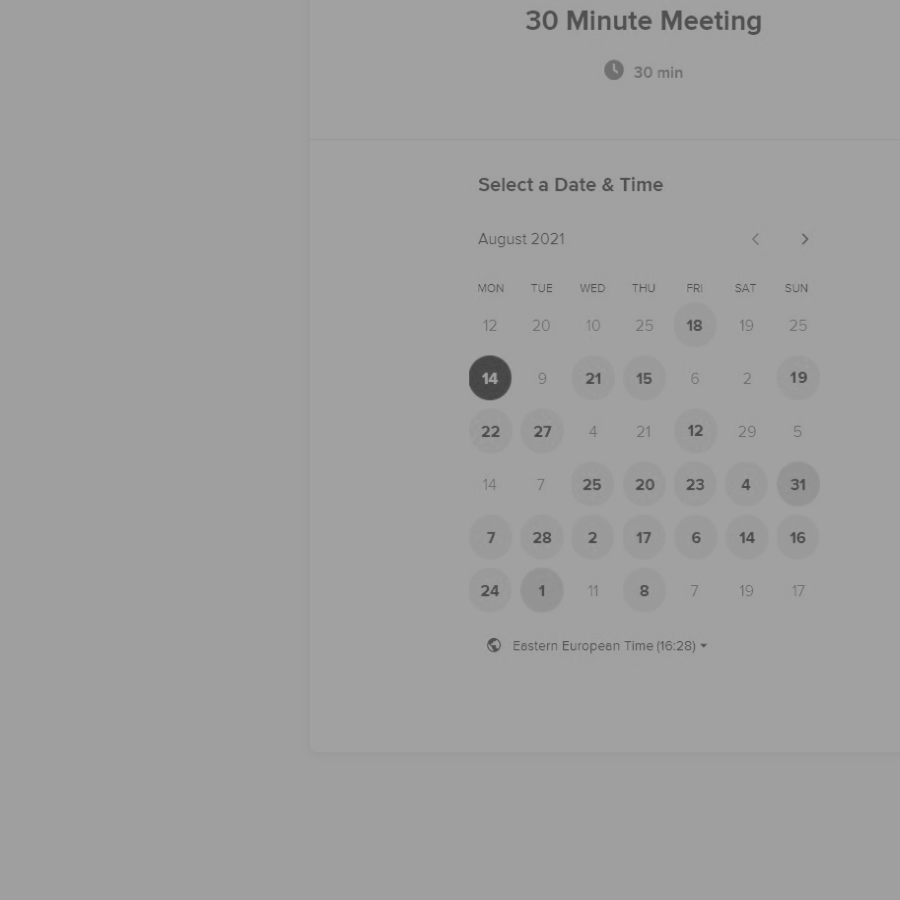 30 Minute Meeting
30 min
Select a Date & Time
August 2021
MON TUE WED THU FRI SAT SUN
12 20 10 25 18 19 25
14 9 21 15 6 2 19
22 27 4 21 12 29 5
14 7 25 20 23 4 31
7 28 2 17 6 14 16
24 1 11 8 7 19 17
Eastern European Time (16:28)